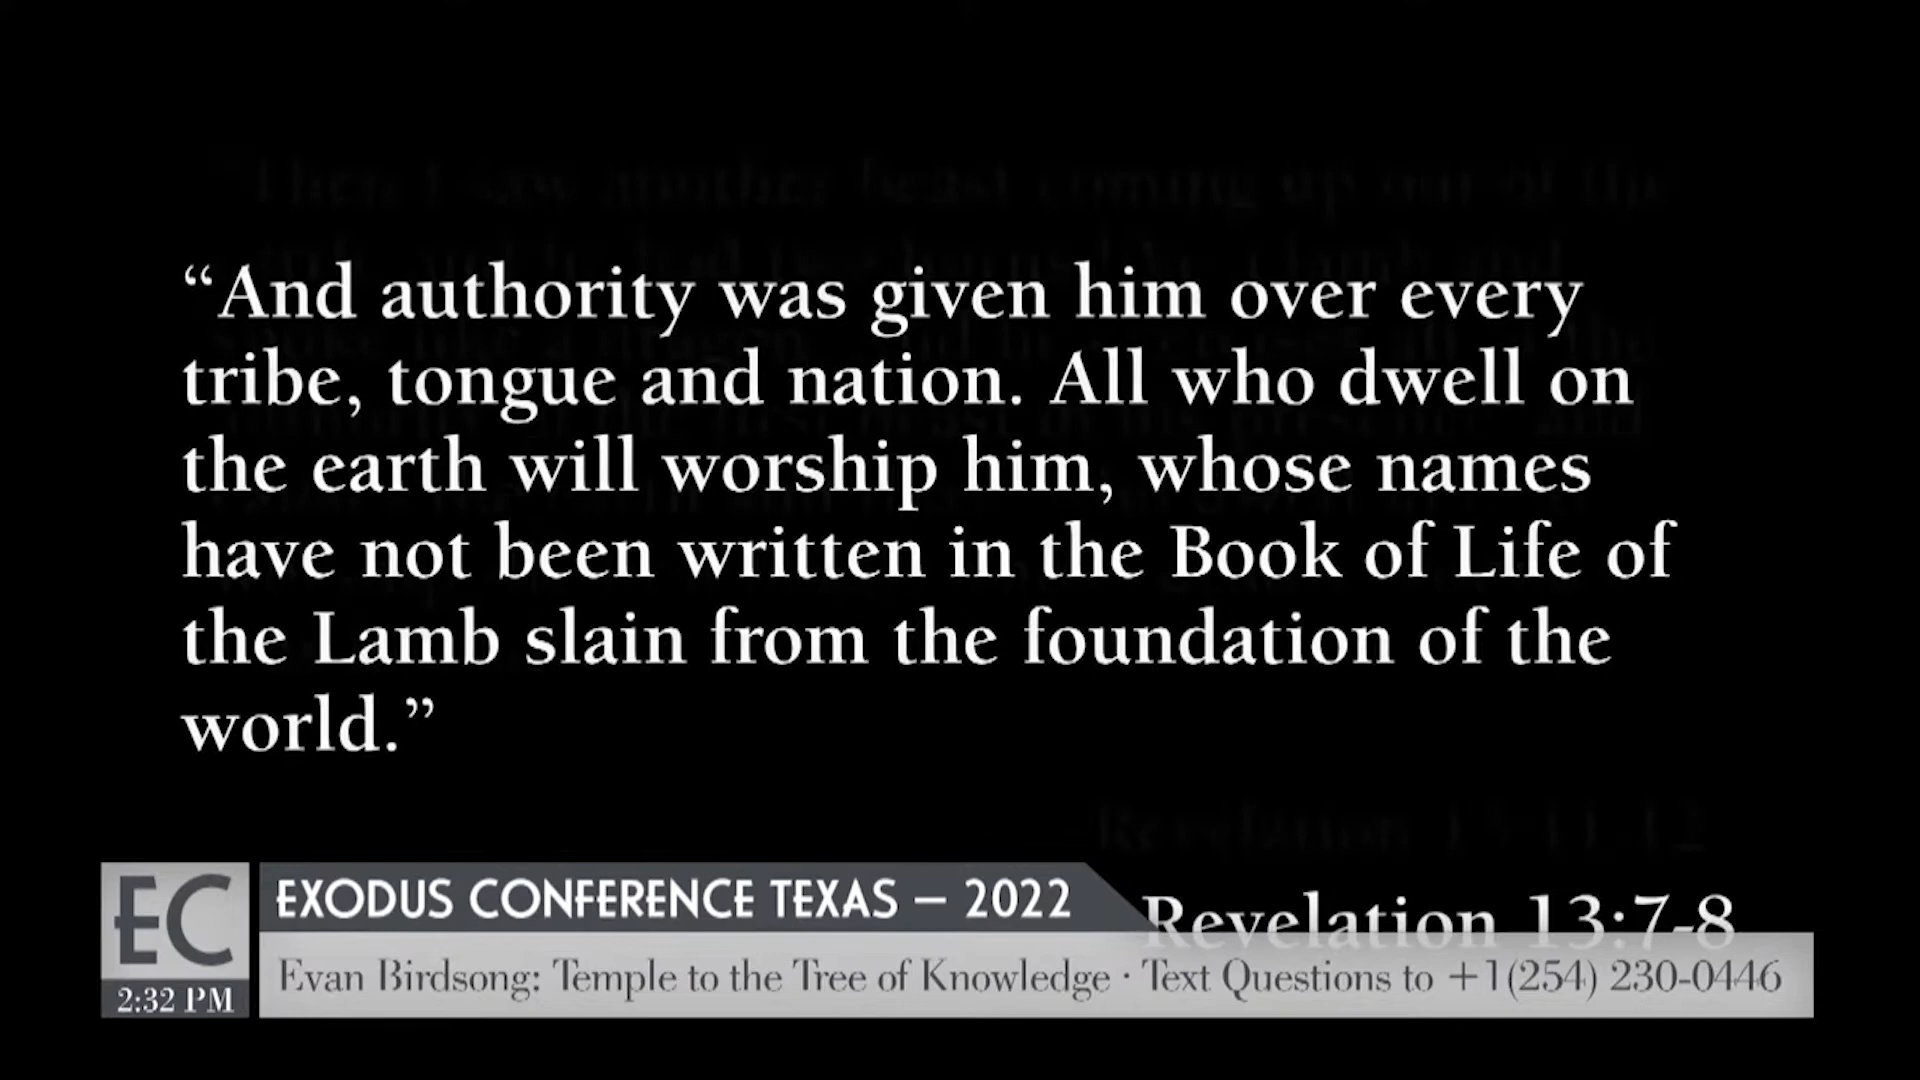 “And authority was given him over every
tribe, tongue and nation. All who dwell on
the earth will worship him, whose names
have not been written in the Book of Life of
the Lamb slain from the foundation of the
world.”
Revelation 13:7-8
EC
2:32 PM
EXODUS CONFERENCE TEXAS – 2022
Evan Birdsong: Temple to the Tree of Knowledge · Text Questions to +1(254) 230-0446